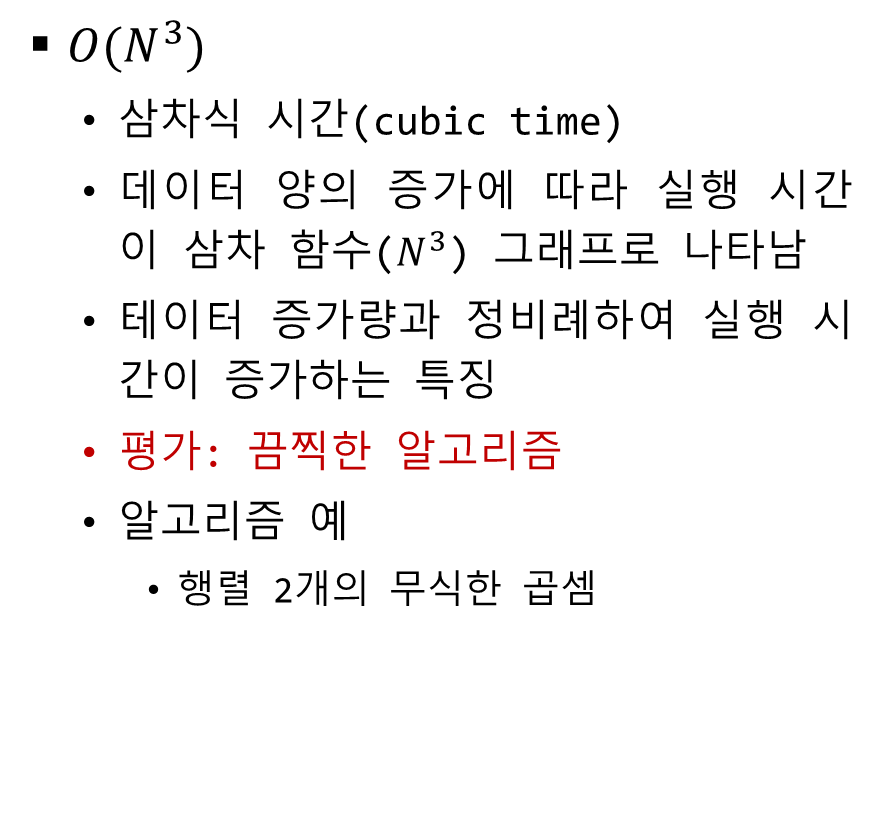 ▪ O(N³)
• 삼차식 시간(cubic time)
• 데이터 양의 증가에 따라 실행 시간
이 삼차 함수(N³) 그래프로 나타남
• 테이터 증가량과 정비례하여 실행 시
간이 증가하는 특징
• 평가: 끔찍한 알고리즘
• 알고리즘 예
• 행렬 2개의 무식한 곱셈